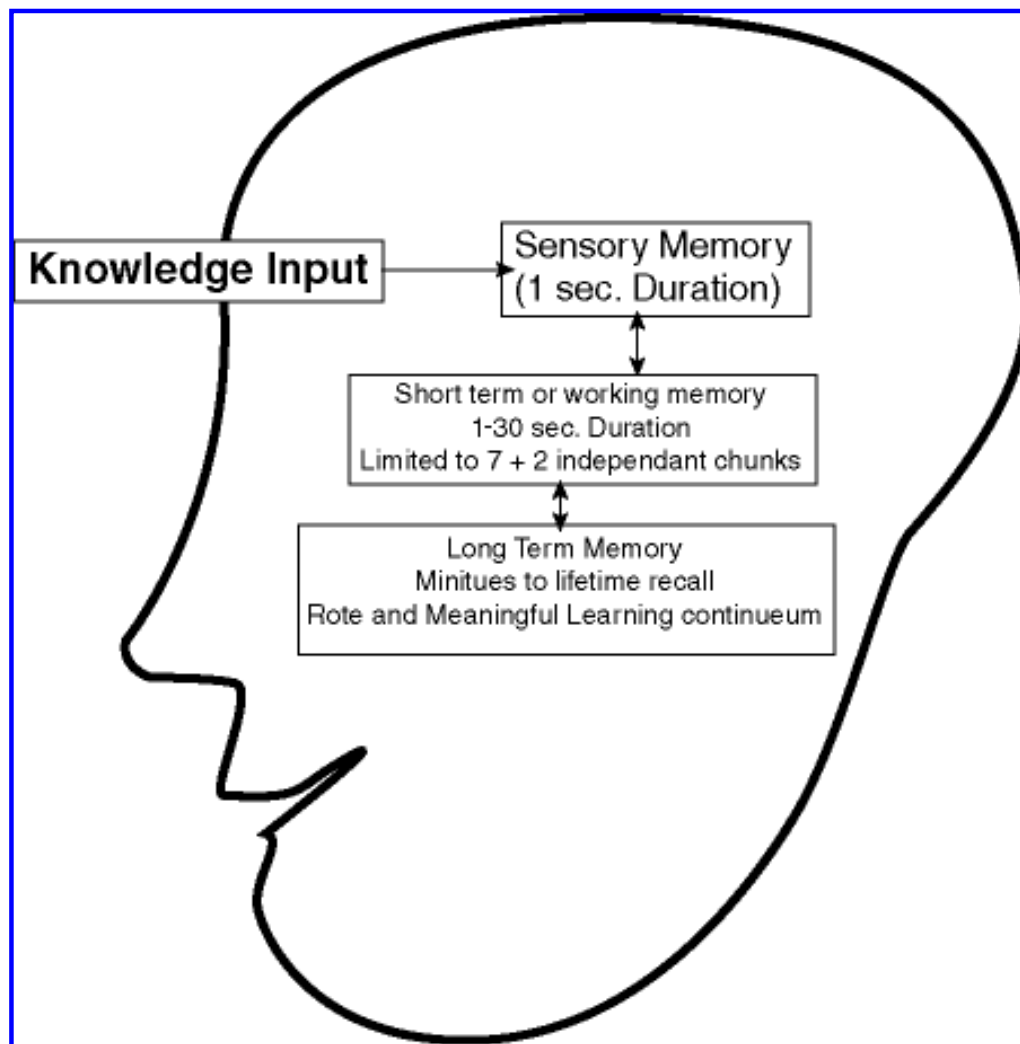 Knowledge Input
Sensory Memory
(1 sec. Duration)
Short term or working memory
1-30 sec. Duration
Limited to 7 + 2 independant chunks
Long Term Memory
Minitues to lifetime recall
Rote and Meaningful Learning continueum